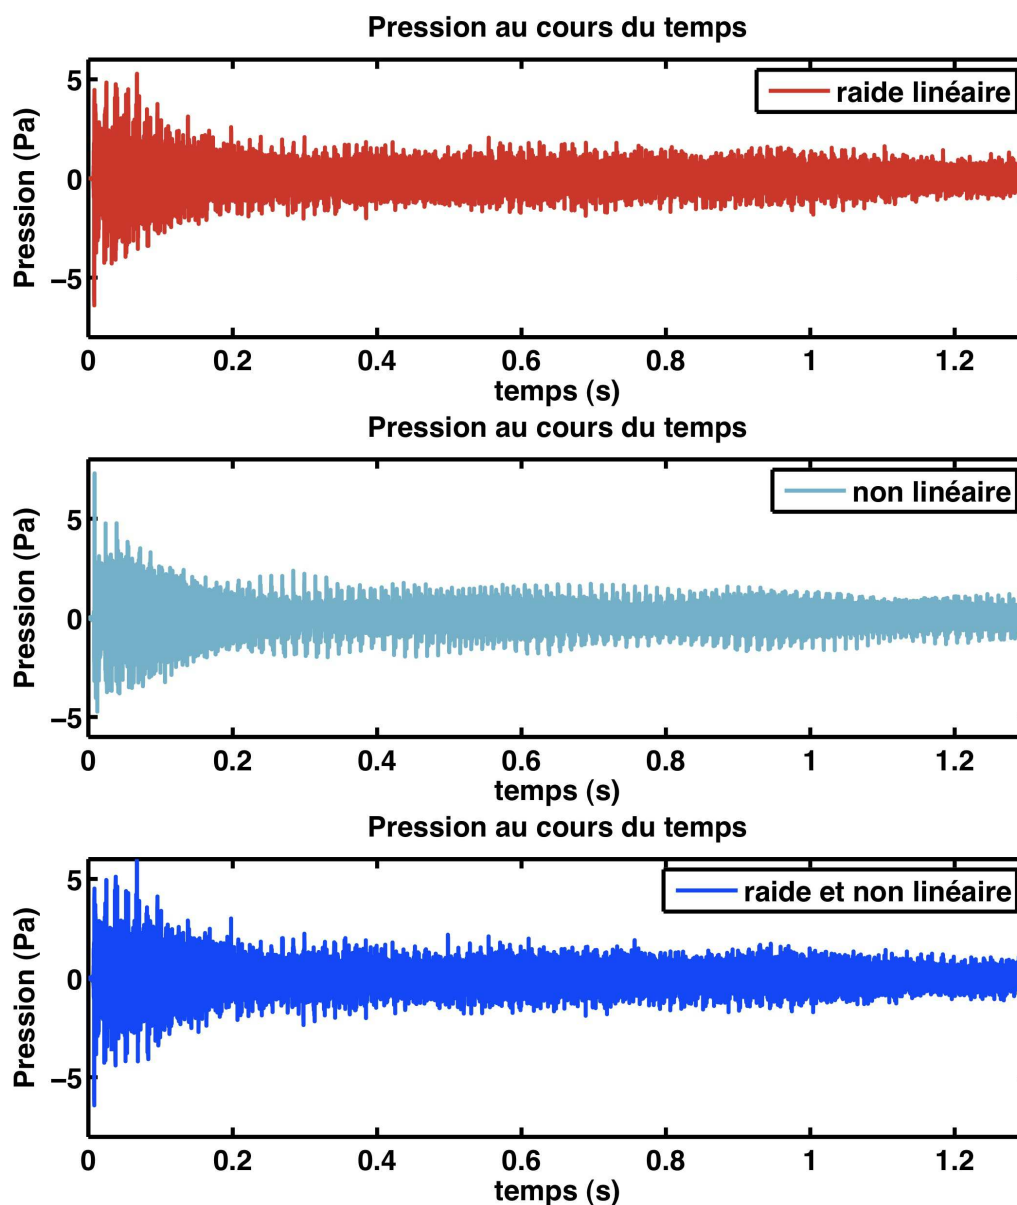 Pression au cours du temps
raide linéaire
Pression (Pa)
5
0
−5
0 0.2 0.4 0.6 0.8 1 1.2
temps (s)
Pression au cours du temps
non linéaire
Pression (Pa)
5
0
−5
0 0.2 0.4 0.6 0.8 1 1.2
temps (s)
Pression au cours du temps
raide et non linéaire
Pression (Pa)
5
0
−5
0 0.2 0.4 0.6 0.8 1 1.2
temps (s)